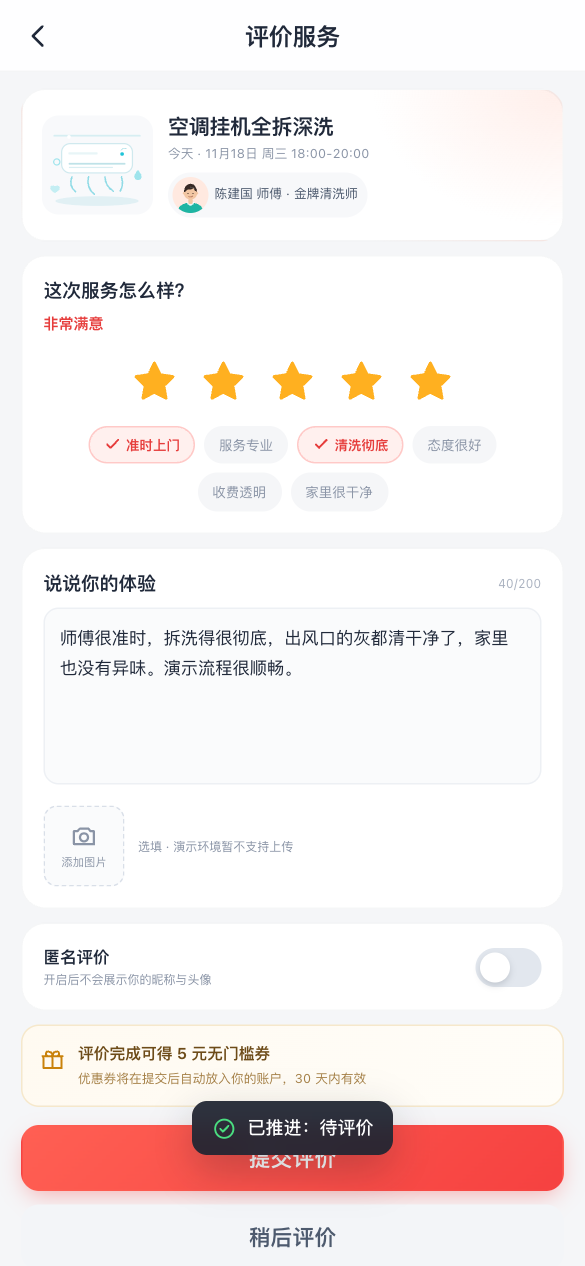 评价服务
空调挂机全拆深洗
今天 · 11月18日 周三 18:00-20:00
陈建国 师傅 · 金牌清洗师
这次服务怎么样?
非常满意
准时上门 服务专业 清洗彻底 态度很好
收费透明 家里很干净
说说你的体验 40/200
师傅很准时，拆洗得很彻底，出风口的灰都清干净了，家里
也没有异味。演示流程很顺畅。
添加图片
选填 · 演示环境暂不支持上传
匿名评价
开启后不会展示你的昵称与头像
评价完成可得 5 元无门槛券
优惠券将在提交后自动放入你的账户，30 天内有效
已推进：待评价
提交评价
稍后评价